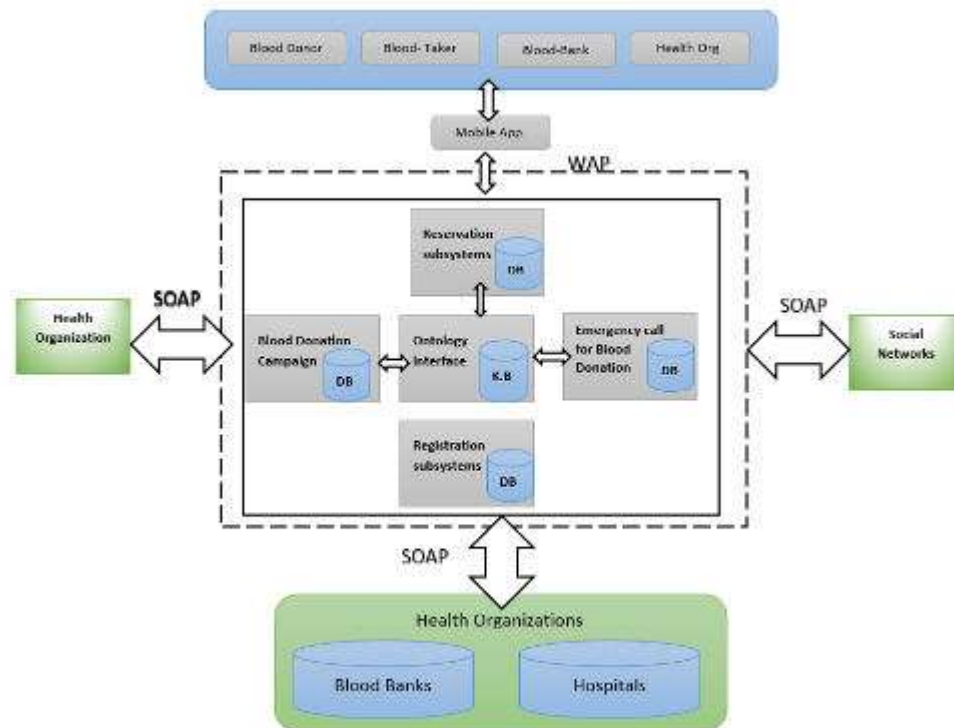 Blood Donor
Blood- Taker
Blood-Bank
Health Org
Mobile App
WAP
Reservation
subsystems
DB
SOAP
SOAP
Health
Organization
Blood Donation
Campaign
DB
Ontology
Interface
K.B
Emergency call
for Blood
Donation
DB
Social
Networks
Registration
subsystems
DB
SOAP
Health Organizations
Blood Banks
Hospitals